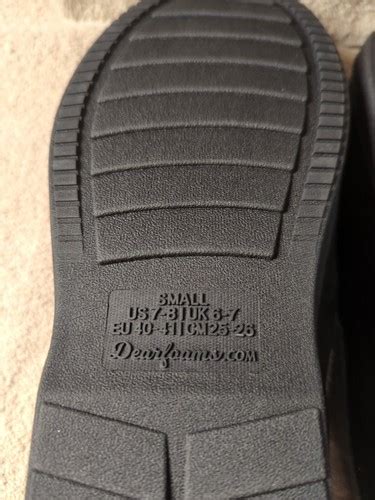 SMALL
US 7-8 | UK 6-7
EU 40-41 | CM 25-26
Dearfoams.COM